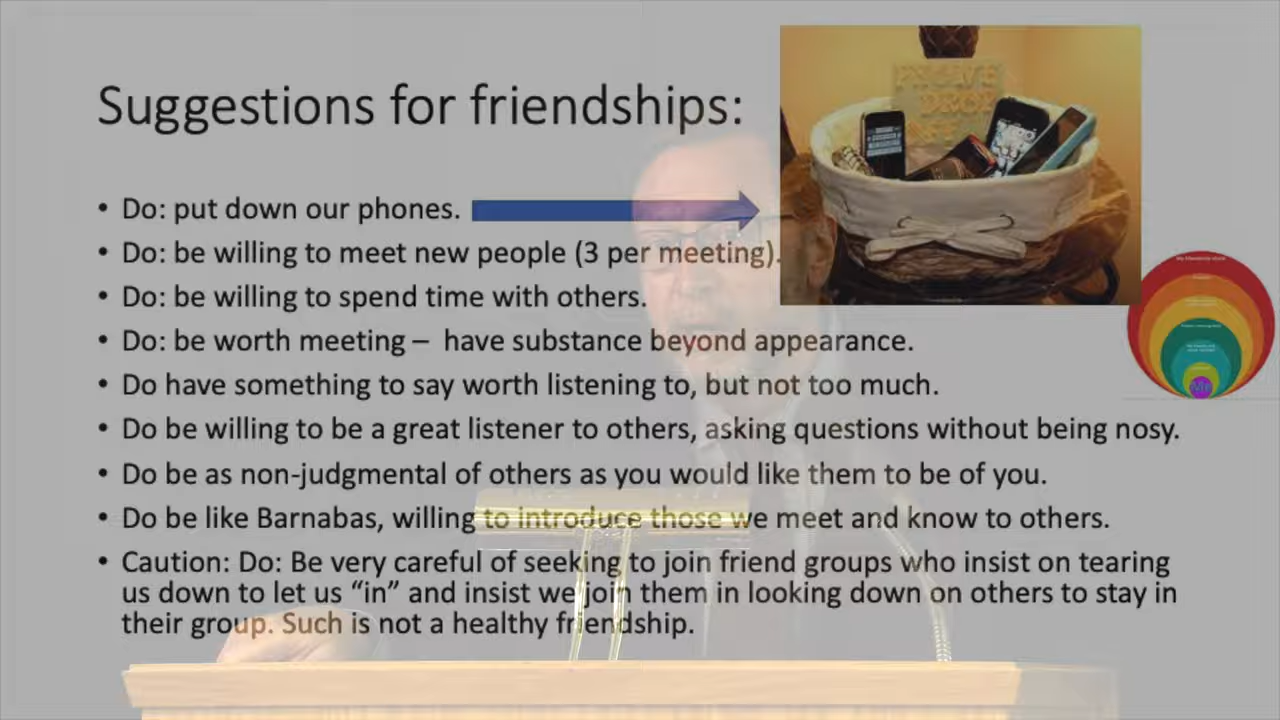 Suggestions for friendships:
• Do: put down our phones.
• Do: be willing to meet new people (3 per meeting).
• Do: be willing to spend time with others.
• Do: be worth meeting – have substance beyond appearance.
• Do have something to say worth listening to, but not too much.
• Do be willing to be a great listener to others, asking questions without being nosy.
• Do be as non-judgmental of others as you would like them to be of you.
• Do be like Barnabas, willing to introduce those we meet and know to others.
• Caution: Do: Be very careful of seeking to join friend groups who insist on tearing
us down to let us “in” and insist we join them in looking down on others to stay in
their group. Such is not a healthy friendship.
Me